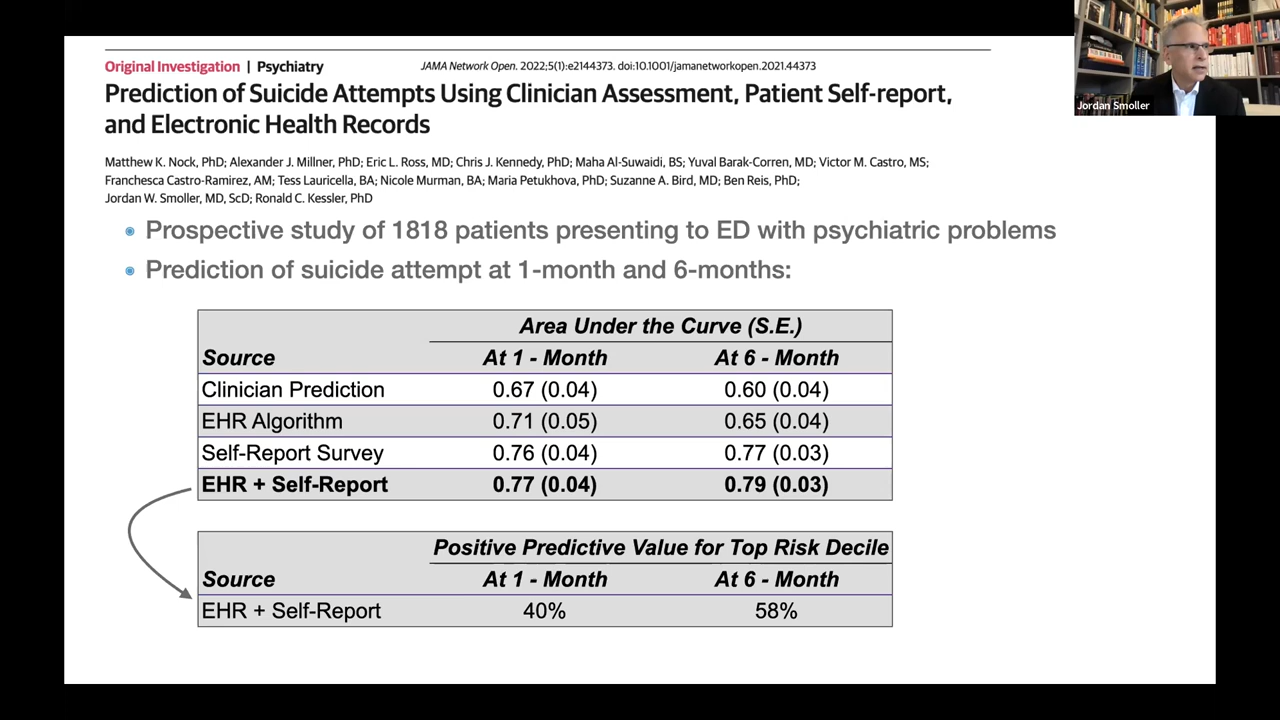 Original Investigation | Psychiatry
JAMA Network Open. 2022;5(1):e2144373. doi:10.1001/jamanetworkopen.2021.44373
Prediction of Suicide Attempts Using Clinician Assessment, Patient Self-report,
and Electronic Health Records
Matthew K. Nock, PhD; Alexander J. Millner, PhD; Eric L. Ross, MD; Chris J. Kennedy, PhD; Maha Al-Suwaidi, BS; Yuval Barak-Corren, MD; Victor M. Castro, MS;
Franchesca Castro-Ramirez, AM; Tess Lauricella, BA; Nicole Murman, BA; Maria Petukhova, PhD; Suzanne A. Bird, MD; Ben Reis, PhD;
Jordan W. Smoller, MD, ScD; Ronald C. Kessler, PhD
Prospective study of 1818 patients presenting to ED with psychiatric problems
Prediction of suicide attempt at 1-month and 6-months:
Area Under the Curve (S.E.)
Source At 1 - Month At 6 - Month
Clinician Prediction 0.67 (0.04) 0.60 (0.04)
EHR Algorithm 0.71 (0.05) 0.65 (0.04)
Self-Report Survey 0.76 (0.04) 0.77 (0.03)
EHR + Self-Report 0.77 (0.04) 0.79 (0.03)
Positive Predictive Value for Top Risk Decile
Source At 1 - Month At 6 - Month
EHR + Self-Report 40% 58%
Jordan Smoller